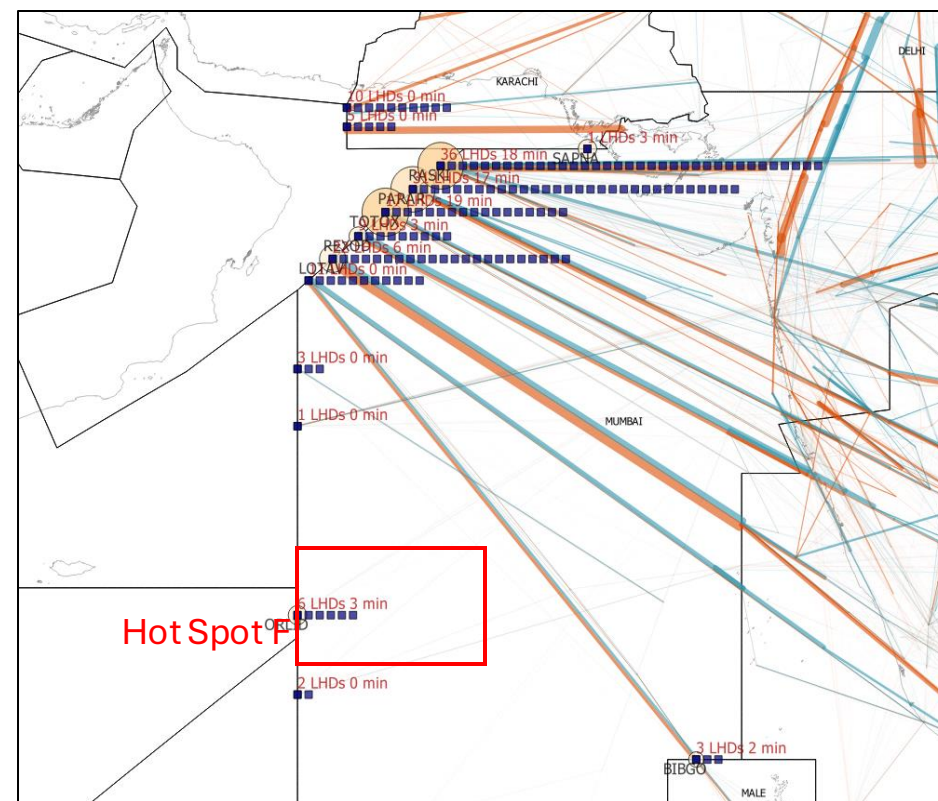 DELHI
KARACHI
10 LHDs 0 min
5 LHDs 0 min
1 LHDs 3 min
SAPNA
36 LHDs 18 min
RASKI
LHDs 17 min
PARAR
LHDs 19 min
TOTOX
LHDs 3 min
REXOD
LHDs 6 min
LOTAV
LHDs 0 min
3 LHDs 0 min
1 LHDs 0 min
MUMBAI
6 LHDs 3 min
Hot Spot F
2 LHDs 0 min
3 LHDs 2 min
BIBGO
MALE